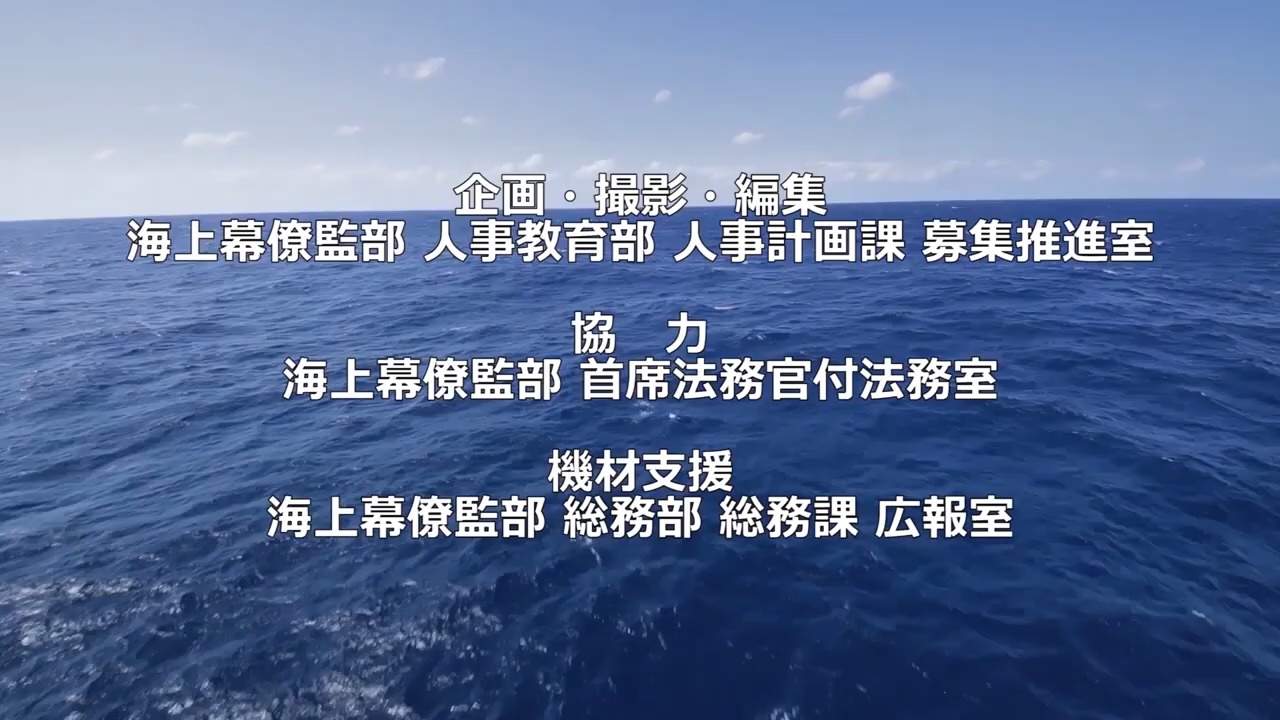 企画・撮影・編集
海上幕僚監部 人事教育部 人事計画課 募集推進室
協　力
海上幕僚監部 首席法務官付法務室
機材支援
海上幕僚監部 総務部 総務課 広報室